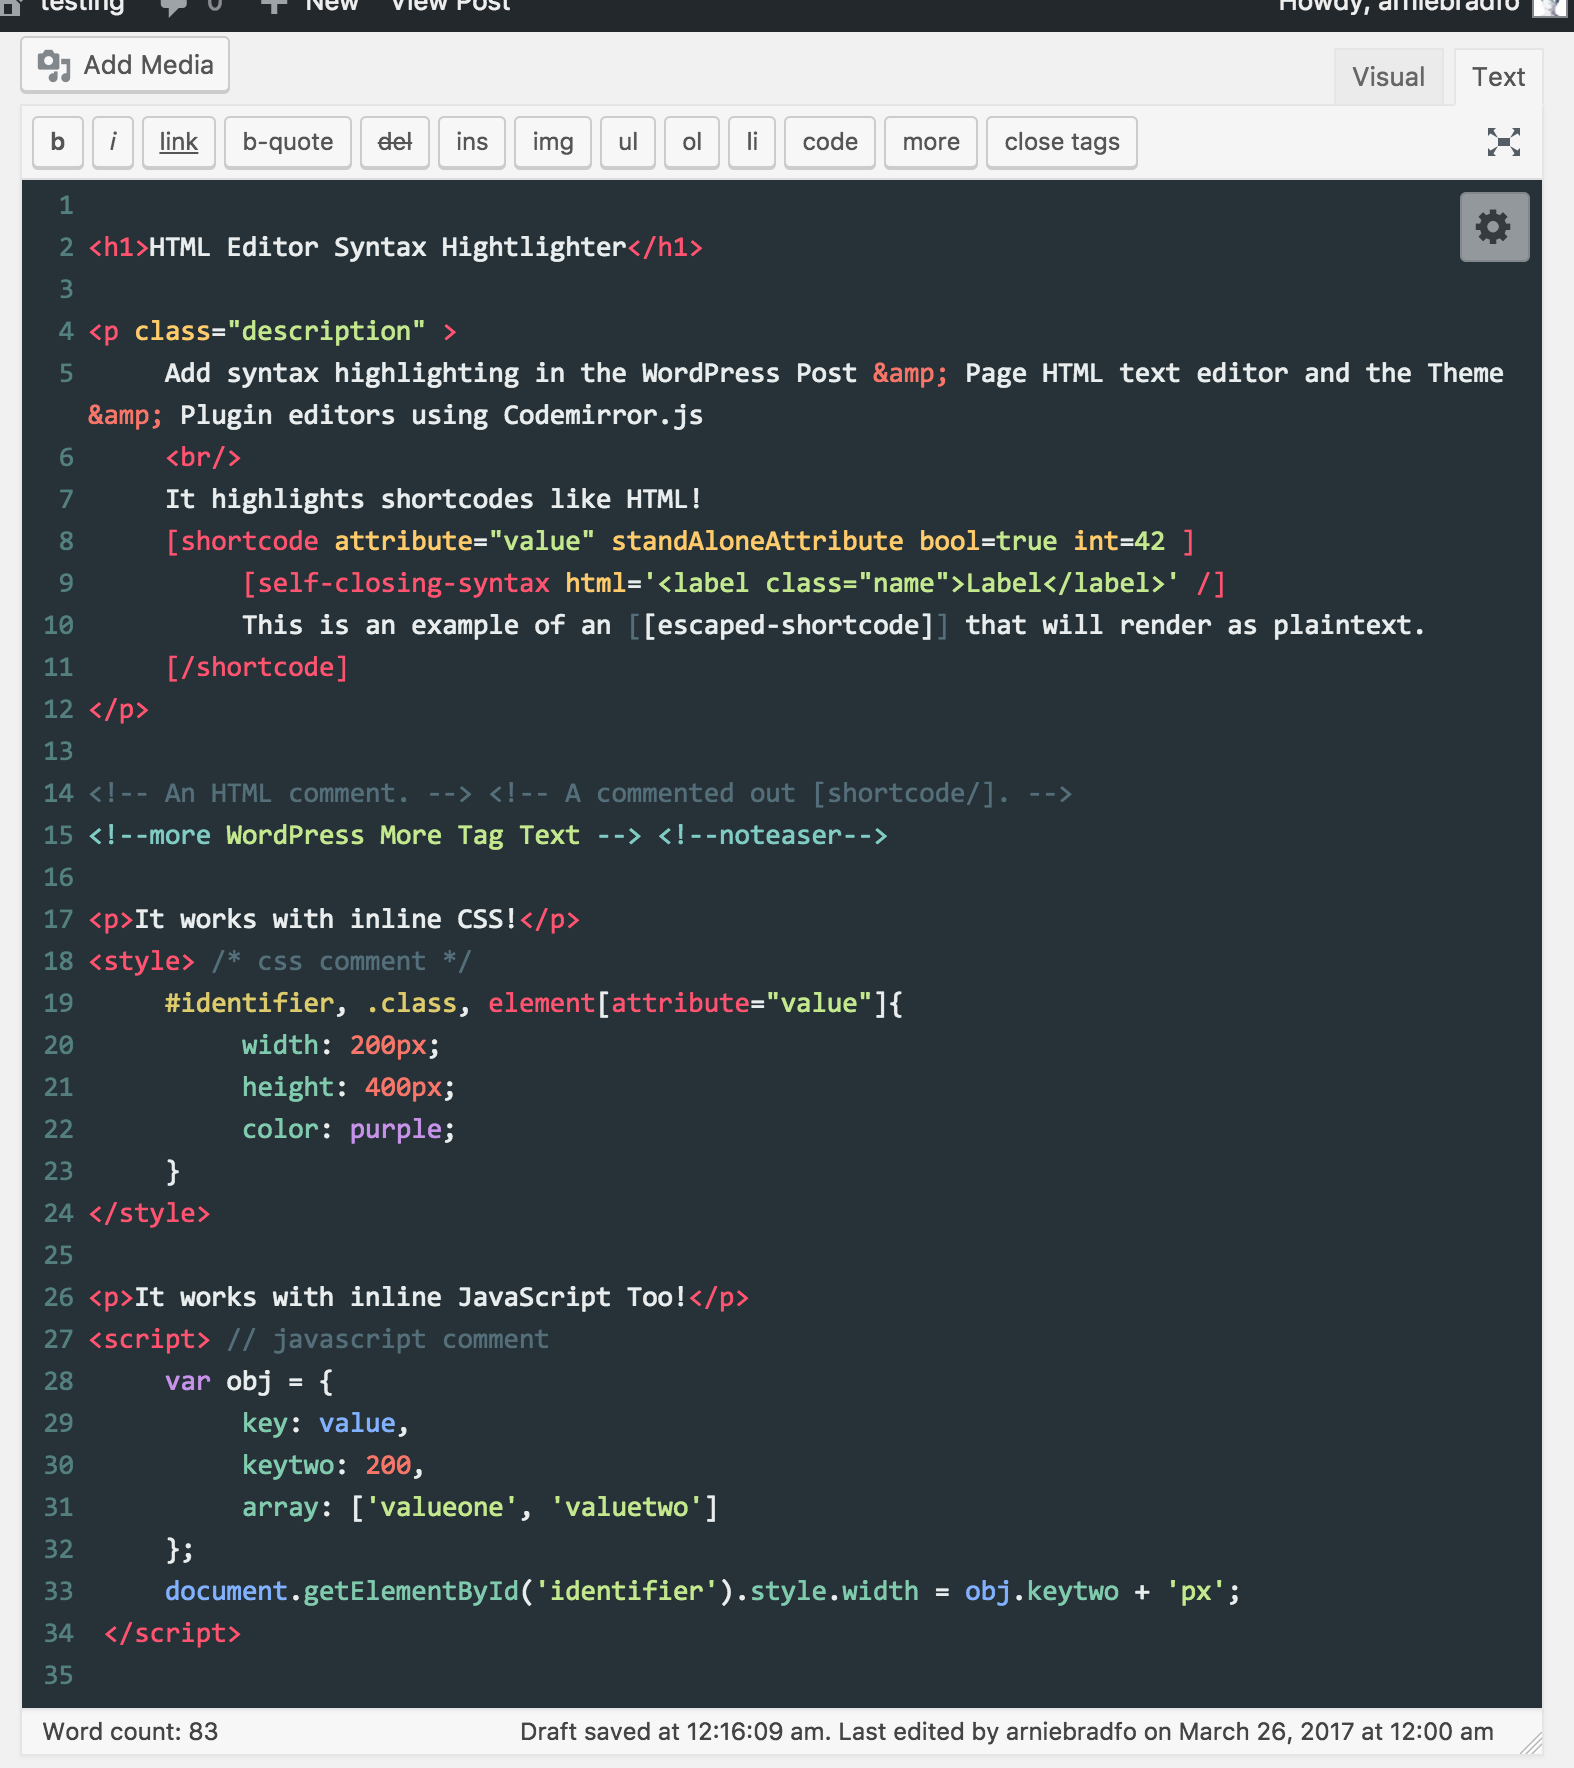 testing 0 New View Post Howdy, arniebradfo
Add Media
Visual Text
b i link b-quote del ins img ul ol li code more close tags
1
2 <h1>HTML Editor Syntax Hightlighter</h1>
3
4 <p class="description" >
5 Add syntax highlighting in the WordPress Post &amp; Page HTML text editor and the Theme
&amp; Plugin editors using Codemirror.js
6 <br/>
7 It highlights shortcodes like HTML!
8 [shortcode attribute="value" standAloneAttribute bool=true int=42 ]
9 [self-closing-syntax html='<label class="name">Label</label>' /]
10 This is an example of an [[escaped-shortcode]] that will render as plaintext.
11 [/shortcode]
12 </p>
13
14 <!-- An HTML comment. --> <!-- A commented out [shortcode/]. -->
15 <!--more WordPress More Tag Text --> <!--noteaser-->
16
17 <p>It works with inline CSS!</p>
18 <style> /* css comment */
19 #identifier, .class, element[attribute="value"]{
20 width: 200px;
21 height: 400px;
22 color: purple;
23 }
24 </style>
25
26 <p>It works with inline JavaScript Too!</p>
27 <script> // javascript comment
28 var obj = {
29 key: value,
30 keytwo: 200,
31 array: ['valueone', 'valuetwo']
32 };
33 document.getElementById('identifier').style.width = obj.keytwo + 'px';
34 </script>
35
Word count: 83 Draft saved at 12:16:09 am. Last edited by arniebradfo on March 26, 2017 at 12:00 am